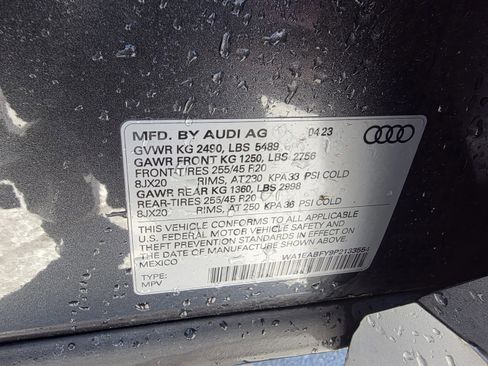 MFD. BY AUDI AG 04 23
GVWR KG 2490, LBS 5489
GAWR FRONT KG 1250, LBS 2756
FRONT-TIRES 255/45 R20
8JX20 RIMS, AT 230 KPA 33 PSI COLD
GAWR REAR KG 1360, LBS 2998
REAR-TIRES 255/45 R20
8JX20 RIMS, AT 250 KPA 36 PSI COLD
THIS VEHICLE CONFORMS TO ALL APPLICABLE
U.S. FEDERAL MOTOR VEHICLE SAFETY AND
THEFT PREVENTION STANDARDS IN EFFECT ON
THE DATE OF MANUFACTURE SHOWN ABOVE.
MEXICO
TYPE:
MPV